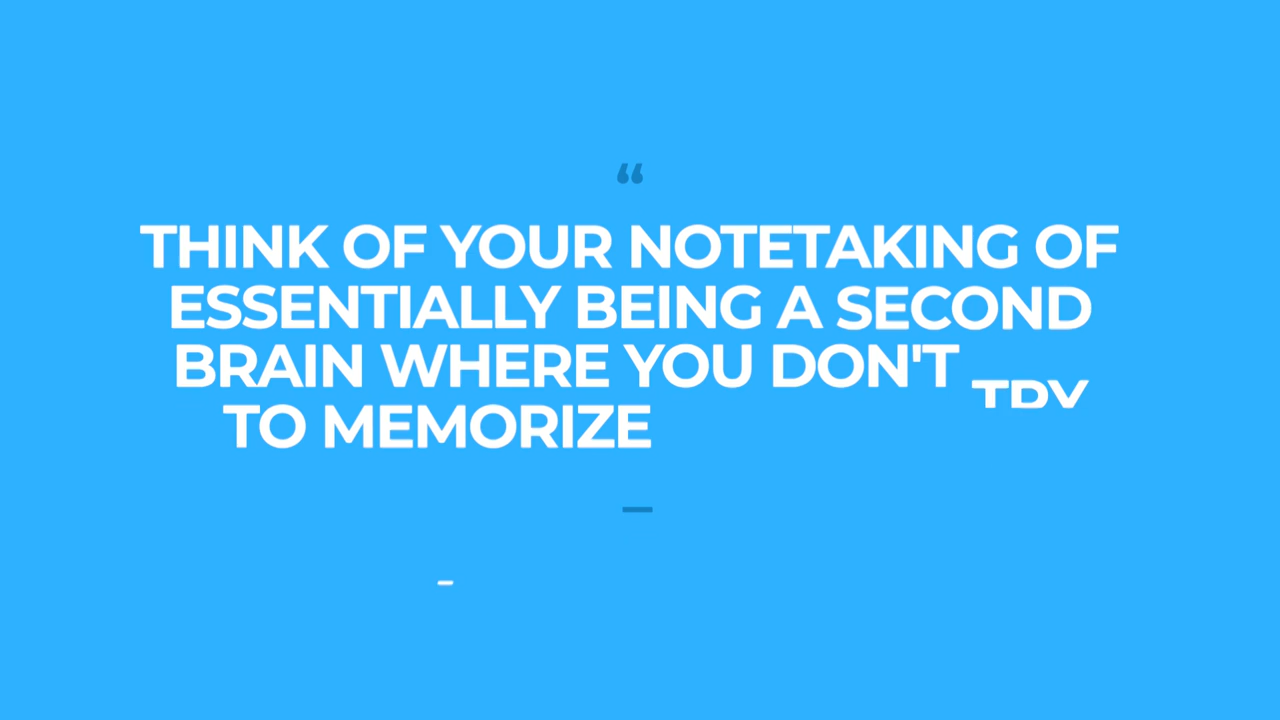 “
THINK OF YOUR NOTETAKING OF
ESSENTIALLY BEING A SECOND
BRAIN WHERE YOU DON'T
TO MEMORIZE